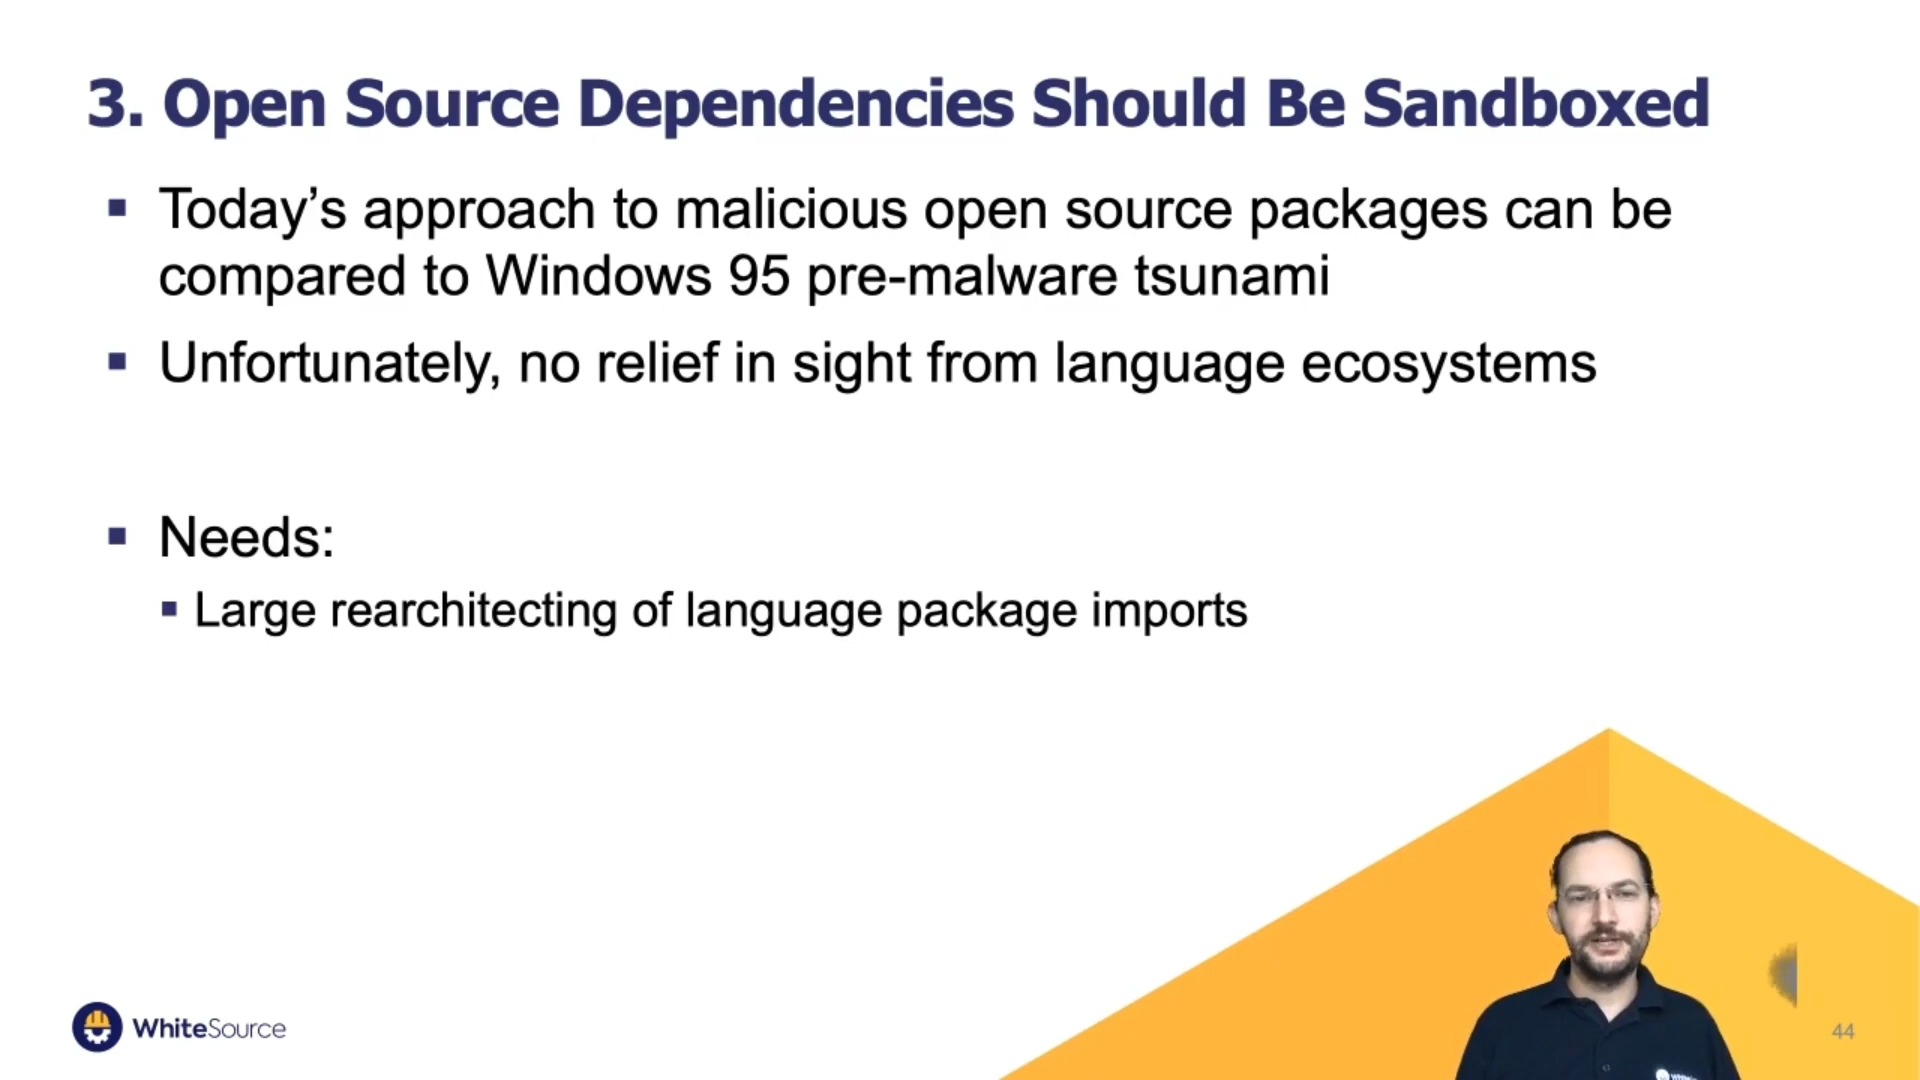 3. Open Source Dependencies Should Be Sandboxed
▪ Today’s approach to malicious open source packages can be
compared to Windows 95 pre-malware tsunami
▪ Unfortunately, no relief in sight from language ecosystems
▪ Needs:
▪ Large rearchitecting of language package imports
WhiteSource
44